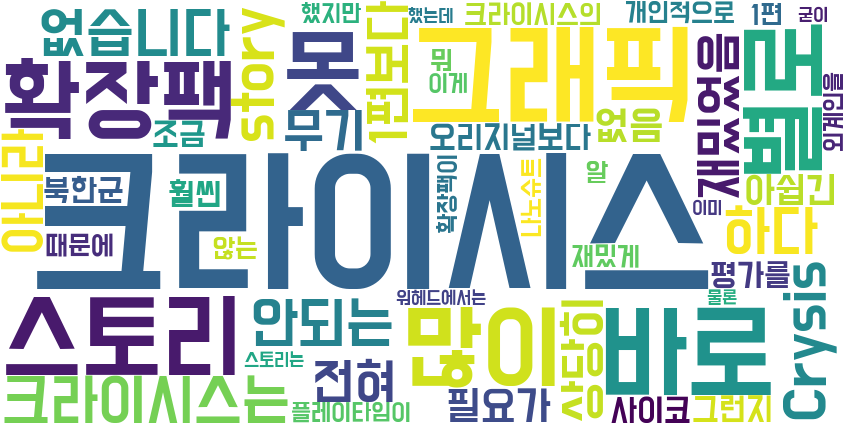 없습니다
story
했지만
했는데
크라이시스의
개인적으로
1편
굳이
확장팩
못
1편보다
뭐
이게
그래픽
재밌었음
별로
외계인을
조금
무기
오리지널보다
없음
아니라
북한군
훨씬
크라이시스
확장팩이
나노슈트
알
이미
아쉽긴
때문에
않는
재밌게
하다
평가를
스토리
안되는
워헤드에서는
많이
상당히
바로
물론
Crysis
스토리는
전혀
크라이시스는
플레이타임이
필요가
사이코
그런지